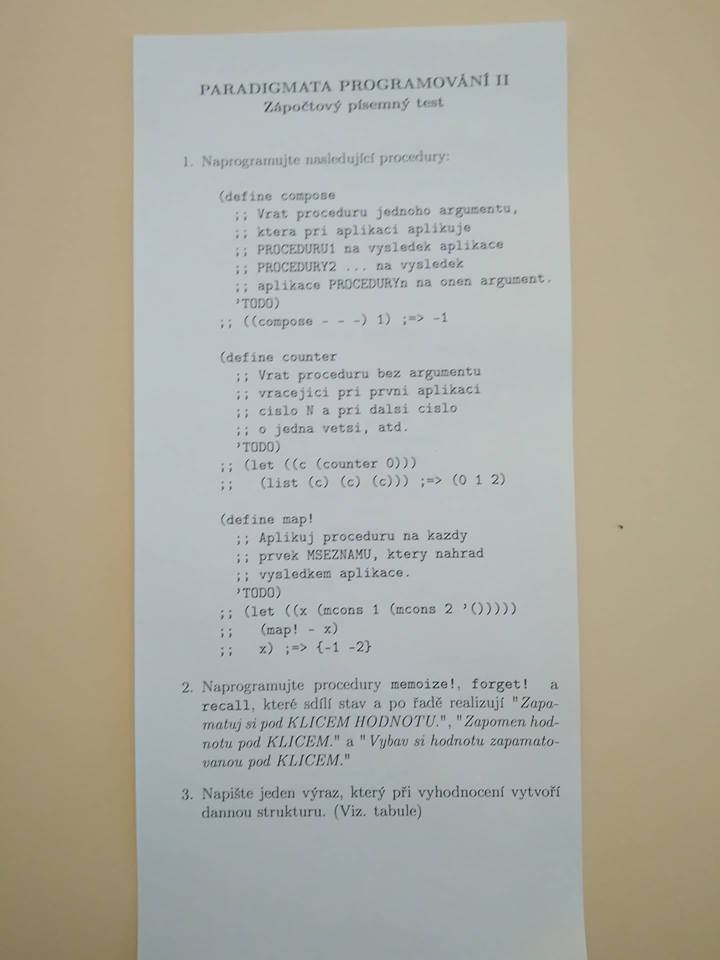 PARADIGMATA PROGRAMOVÁNÍ II
Zápočtový písemný test
1. Naprogramujte nasledující procedury:
(define compose
;; Vrat proceduru jednoho argumentu,
;; ktera pri aplikaci aplikuje
;; PROCEDURU1 na vysledek aplikace
;; PROCEDURY2 ... na vysledek
;; aplikace PROCEDURYn na onen argument.
'TODO)
;; ((compose - - -) 1) ;=> -1
(define counter
;; Vrat proceduru bez argumentu
;; vracejici pri prvni aplikaci
;; cislo N a pri dalsi cislo
;; o jedna vetsi, atd.
'TODO)
;; (let ((c (counter 0)))
;; (list (c) (c) (c))) ;=> (0 1 2)
(define map!
;; Aplikuj proceduru na kazdy
;; prvek MSEZNAMU, ktery nahrad
;; vysledkem aplikace.
'TODO)
;; (let ((x (mcons 1 (mcons 2 '()))))
;; (map! - x)
;; x) ;=> {-1 -2}
2. Naprogramujte procedury memoize!, forget! a
recall, které sdílí stav a po řadě realizují "Zapa-
matuj si pod KLICEM HODNOTU.", "Zapomen hod-
notu pod KLICEM." a "Vybav si hodnotu zapamato-
vanou pod KLICEM."
3. Napište jeden výraz, který při vyhodnocení vytvoří
dannou strukturu. (Viz. tabule)